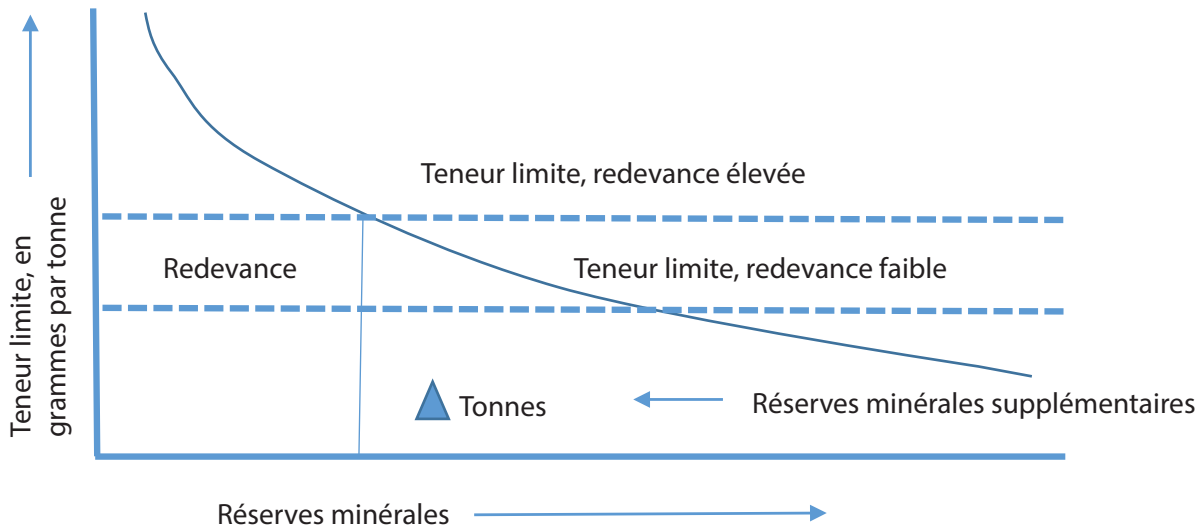 Teneur limite, en
grammes par tonne
Teneur limite, redevance élevée
Redevance
Teneur limite, redevance faible
Tonnes
Réserves minérales supplémentaires
Réserves minérales